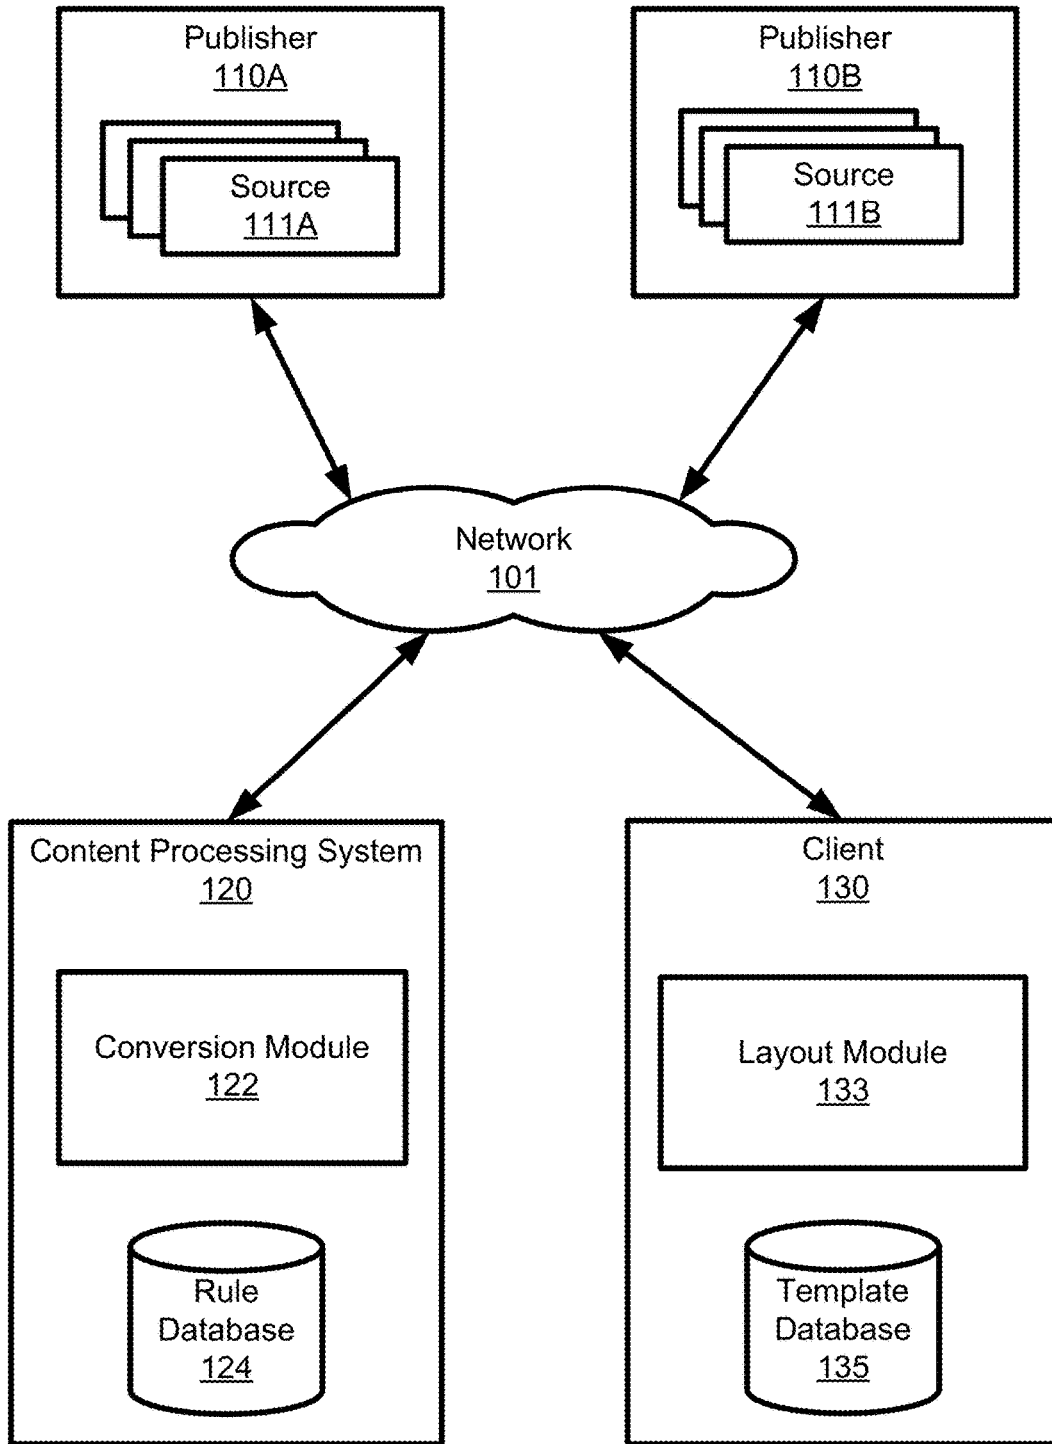 Publisher
110A
Source
111A
Publisher
110B
Source
111B
Network
101
Content Processing System
120
Conversion Module
122
Rule
Database
124
Client
130
Layout Module
133
Template
Database
135